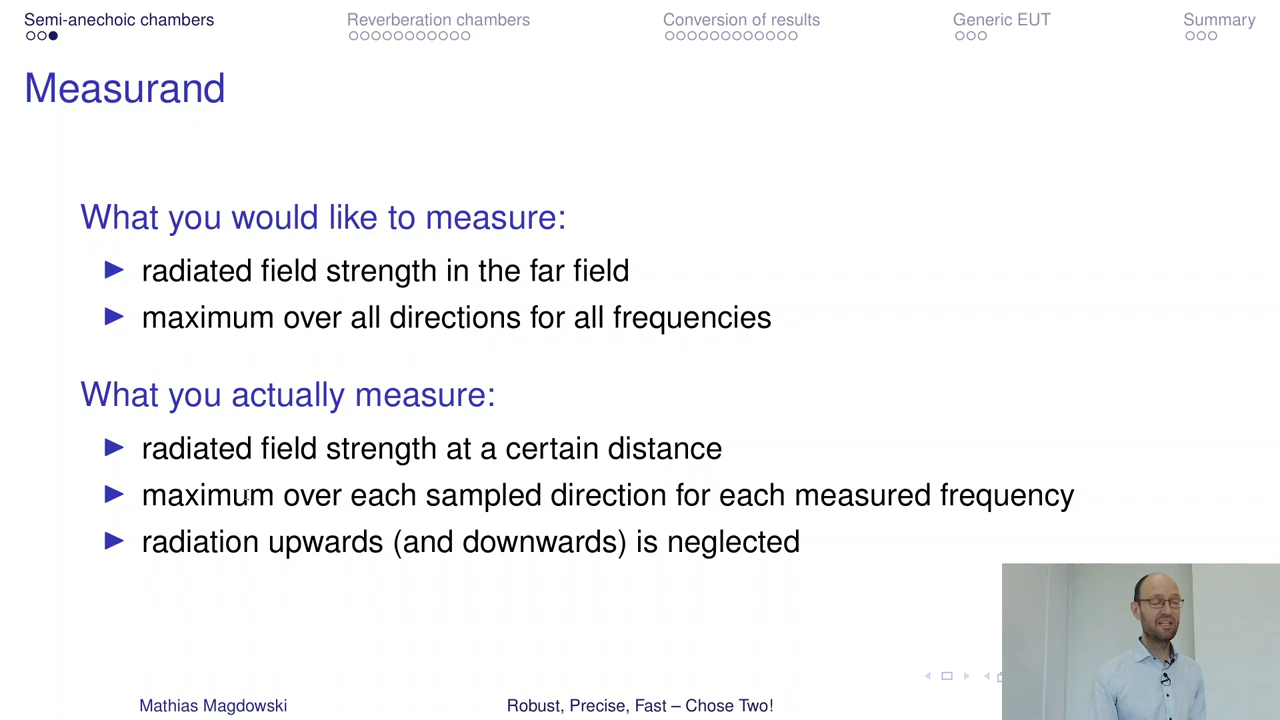 Semi-anechoic chambers Reverberation chambers Conversion of results Generic EUT Summary
Measurand
What you would like to measure:
radiated field strength in the far field
maximum over all directions for all frequencies
What you actually measure:
radiated field strength at a certain distance
maximum over each sampled direction for each measured frequency
radiation upwards (and downwards) is neglected
Mathias Magdowski Robust, Precise, Fast – Chose Two!